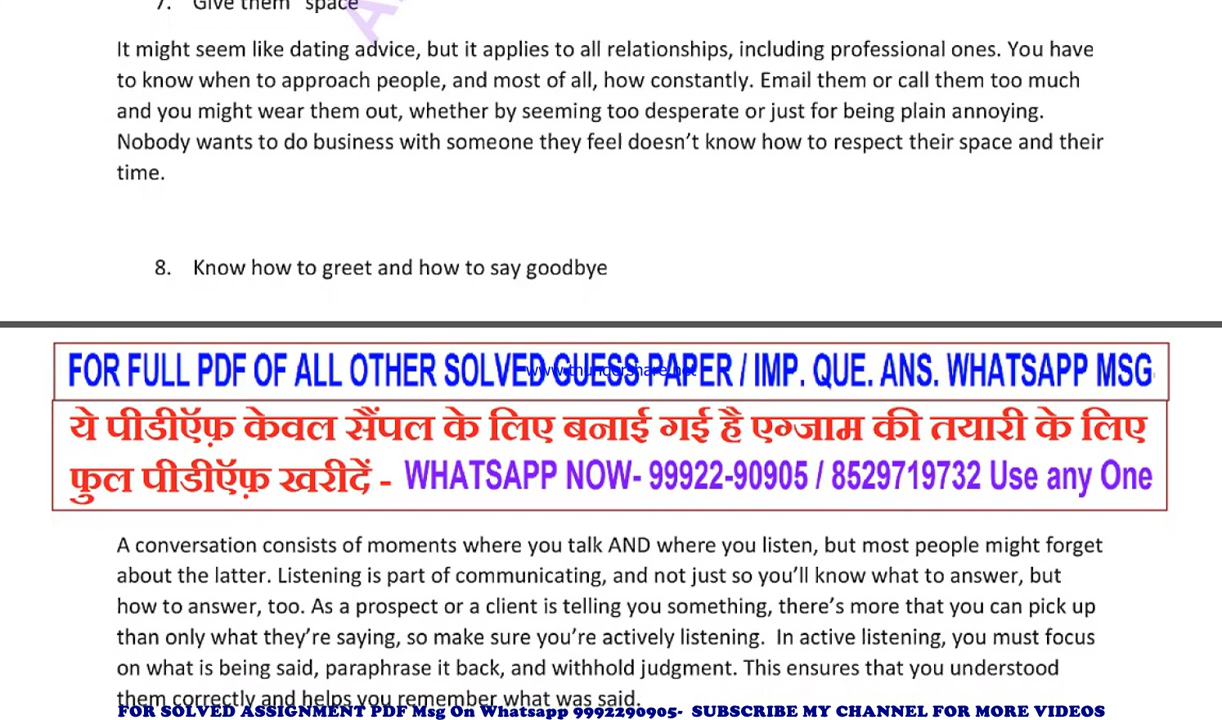 7. Give them space
It might seem like dating advice, but it applies to all relationships, including professional ones. You have
to know when to approach people, and most of all, how constantly. Email them or call them too much
and you might wear them out, whether by seeming too desperate or just for being plain annoying.
Nobody wants to do business with someone they feel doesn’t know how to respect their space and their
time.
8. Know how to greet and how to say goodbye
FOR FULL PDF OF ALL OTHER SOLVED GUESS PAPER / IMP. QUE. ANS. WHATSAPP MSG
www.thundershare.net
ये पीडीऍफ़ केवल सैंपल के लिए बनाई गई है एग्जाम की तयारी के लिए
फुल पीडीऍफ़ खरीदें - WHATSAPP NOW- 99922-90905 / 8529719732 Use any One
A conversation consists of moments where you talk AND where you listen, but most people might forget
about the latter. Listening is part of communicating, and not just so you’ll know what to answer, but
how to answer, too. As a prospect or a client is telling you something, there’s more that you can pick up
than only what they’re saying, so make sure you’re actively listening. In active listening, you must focus
on what is being said, paraphrase it back, and withhold judgment. This ensures that you understood
them correctly and helps you remember what was said.
FOR SOLVED ASSIGNMENT PDF Msg On Whatsapp 9992290905- SUBSCRIBE MY CHANNEL FOR MORE VIDEOS